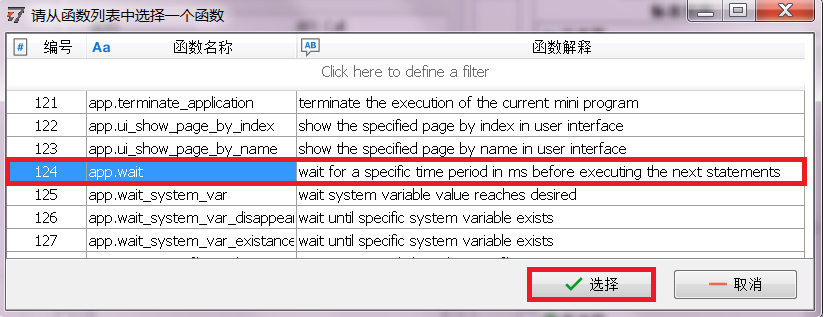 请从函数列表中选择一个函数
# 编号 Aa 函数名称 AB 函数解释
Click here to define a filter
121 app.terminate_application terminate the execution of the current mini program
122 app.ui_show_page_by_index show the specified page by index in user interface
123 app.ui_show_page_by_name show the specified page by name in user interface
124 app.wait wait for a specific time period in ms before executing the next statements
125 app.wait_system_var wait system variable value reaches desired
126 app.wait_system_var_disappear wait until specific system variable exists
127 app.wait_system_var_existance wait until specific system variable exists
选择 取消